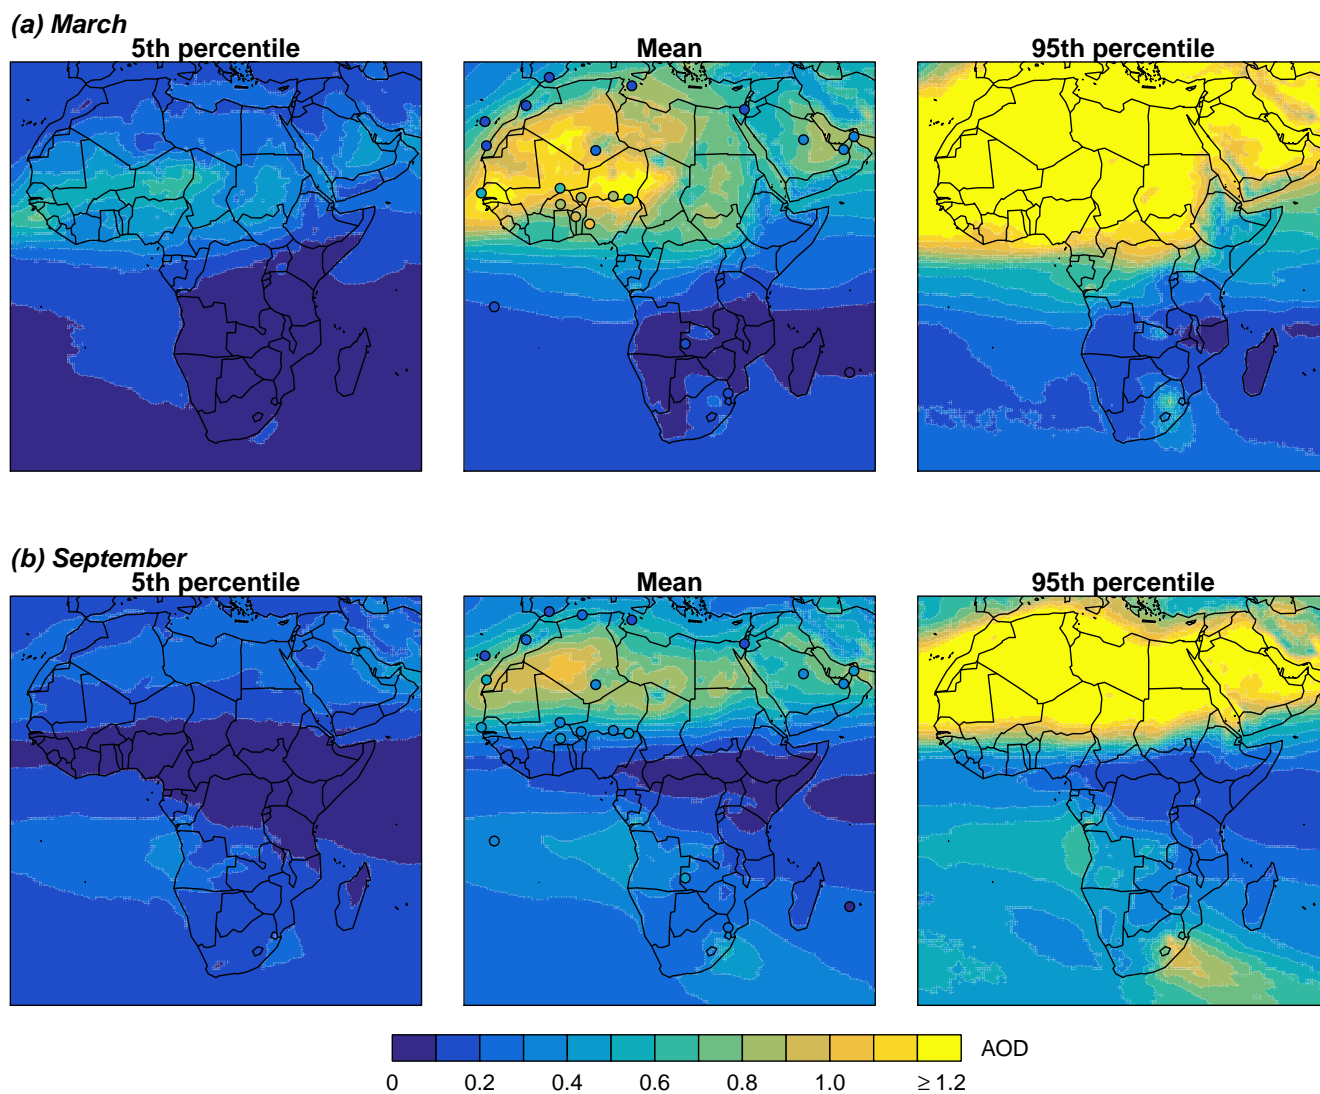 (a) March
5th percentile Mean 95th percentile
(b) September
5th percentile Mean 95th percentile
AOD
0 0.2 0.4 0.6 0.8 1.0 ≥ 1.2